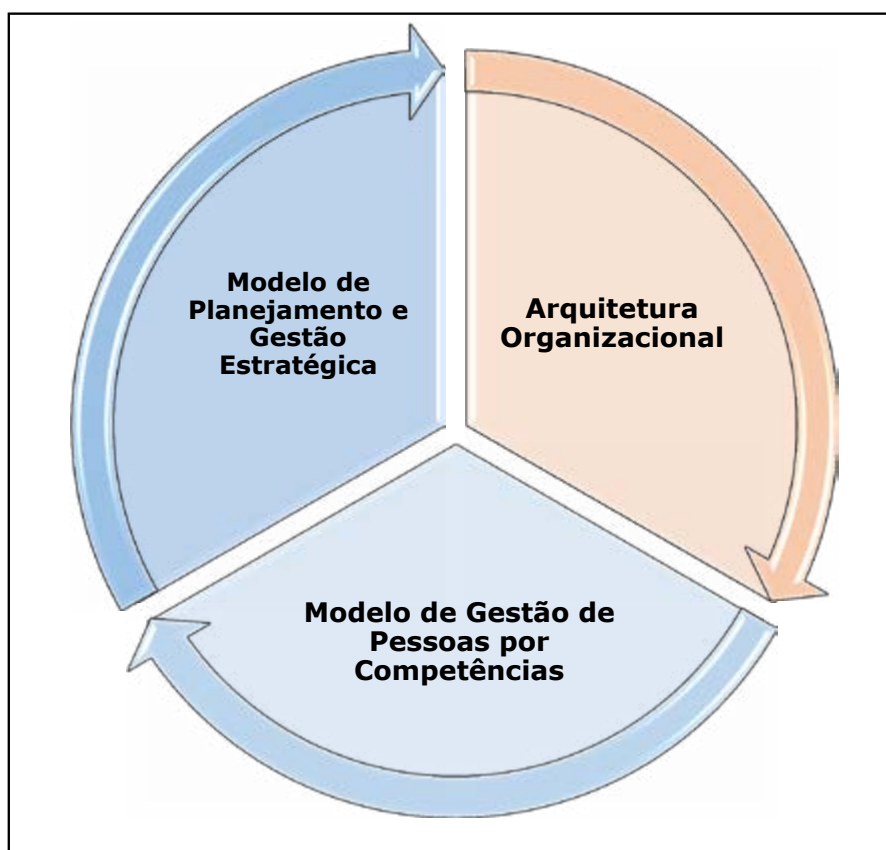 Modelo de
Planejamento e
Gestão
Estratégica
Arquitetura
Organizacional
Modelo de Gestão de
Pessoas por
Competências